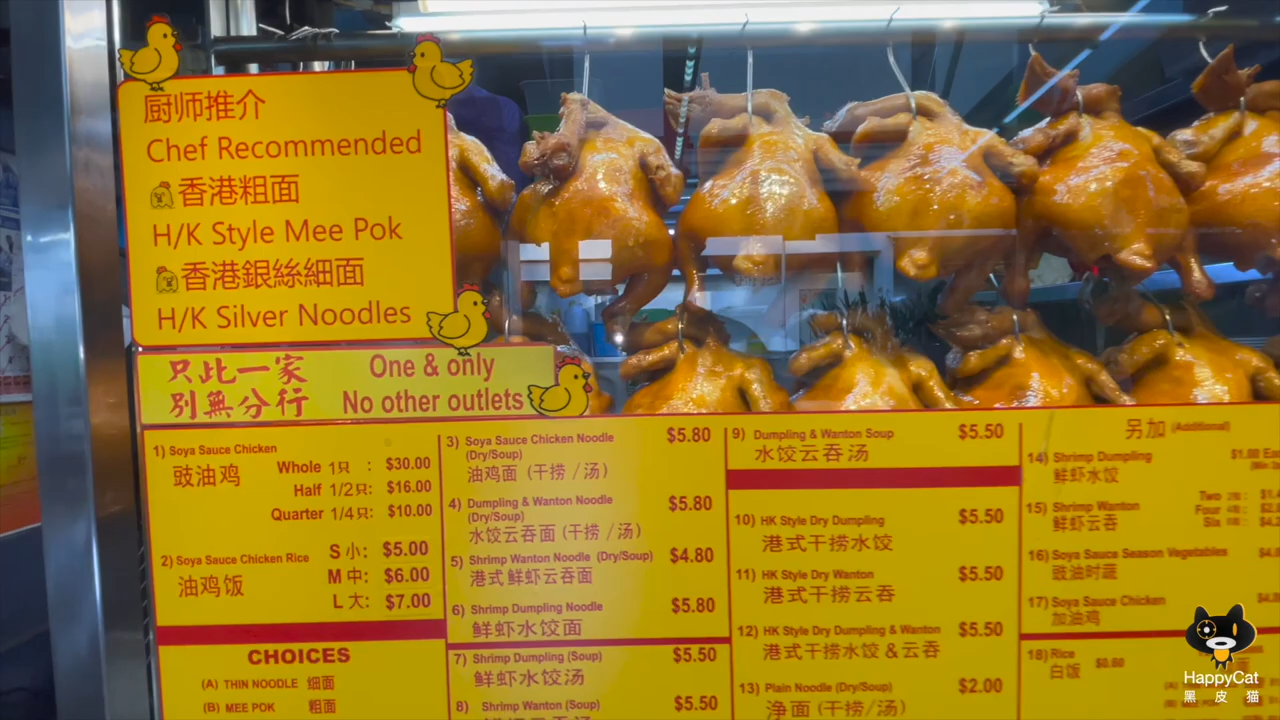 厨师推介
Chef Recommended
香港粗面
H/K Style Mee Pok
香港銀絲細面
H/K Silver Noodles
只此一家
別無分行
One & only
No other outlets
1) Soya Sauce Chicken
豉油鸡
Whole 1只 : $30.00
Half 1/2只: $16.00
Quarter 1/4只: $10.00
2) Soya Sauce Chicken Rice
油鸡饭
S 小: $5.00
M 中: $6.00
L 大: $7.00
CHOICES
(A) THIN NOODLE 细面
(B) MEE POK 粗面
3) Soya Sauce Chicken Noodle $5.80
(Dry/Soup)
油鸡面 (干捞/汤)
4) Dumpling & Wanton Noodle $5.80
(Dry/Soup)
水饺云吞面 (干捞/汤)
5) Shrimp Wanton Noodle (Dry/Soup) $4.80
港式鲜虾云吞面
6) Shrimp Dumpling Noodle $5.80
鲜虾水饺面
7) Shrimp Dumpling (Soup) $5.50
鲜虾水饺汤
8) Shrimp Wanton (Soup) $5.50
9) Dumpling & Wanton Soup $5.50
水饺云吞汤
10) HK Style Dry Dumpling $5.50
港式干捞水饺
11) HK Style Dry Wanton $5.50
港式干捞云吞
12) HK Style Dry Dumpling & Wanton $5.50
港式干捞水饺&云吞
13) Plain Noodle (Dry/Soup) $2.00
净面 (干捞/汤)
另加 (Additional)
14) Shrimp Dumpling
鲜虾水饺
15) Shrimp Wanton
鲜虾云吞
Two
Four
Six
16) Soya Sauce Season Vegetables
豉油时蔬
17) Soya Sauce Chicken
加油鸡
18) Rice $0.60
白饭
HappyCat
黑皮猫